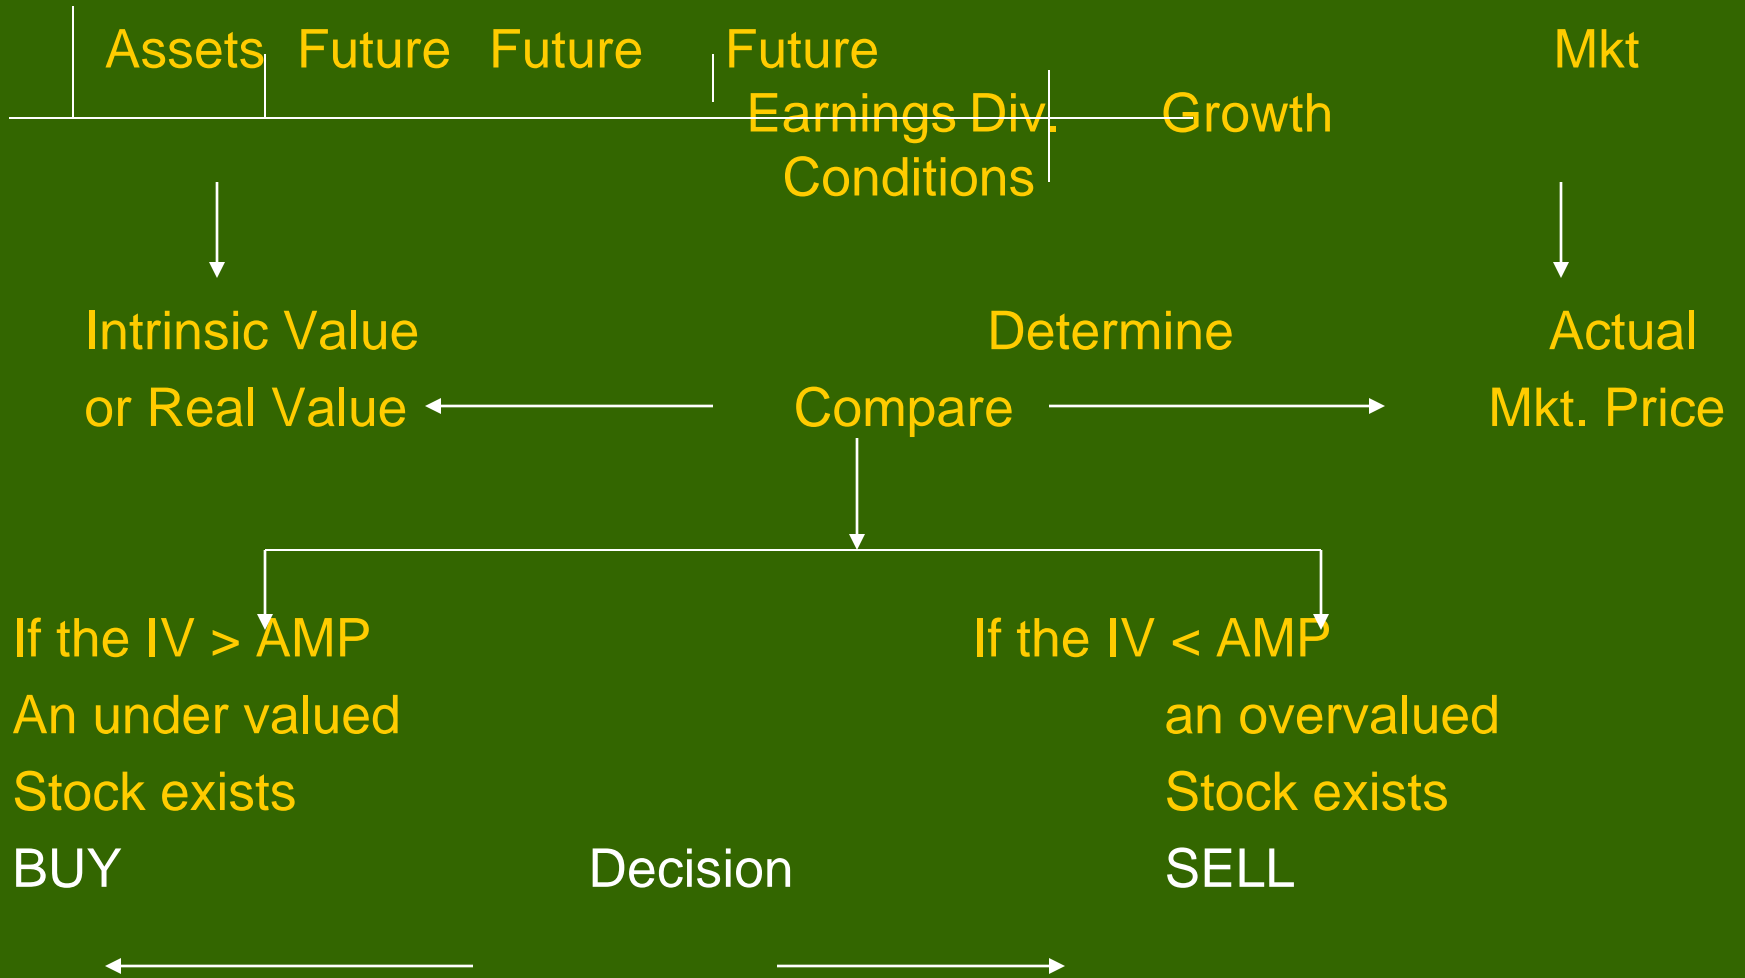 Assets Future Future Future Mkt
Earnings Div. Growth
Conditions
Intrinsic Value Determine Actual
or Real Value Compare Mkt. Price
If the IV > AMP If the IV < AMP
An under valued an overvalued
Stock exists Stock exists
BUY Decision SELL